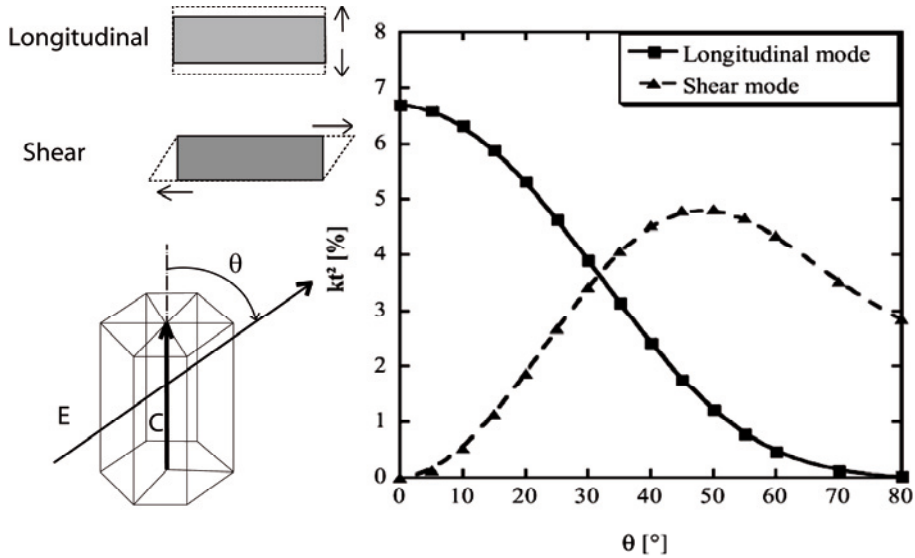 Longitudinal
Shear
θ
E
C
Longitudinal mode
Shear mode
kt² [%]
8
7
6
5
4
3
2
1
0
0 10 20 30 40 50 60 70 80
θ [°]